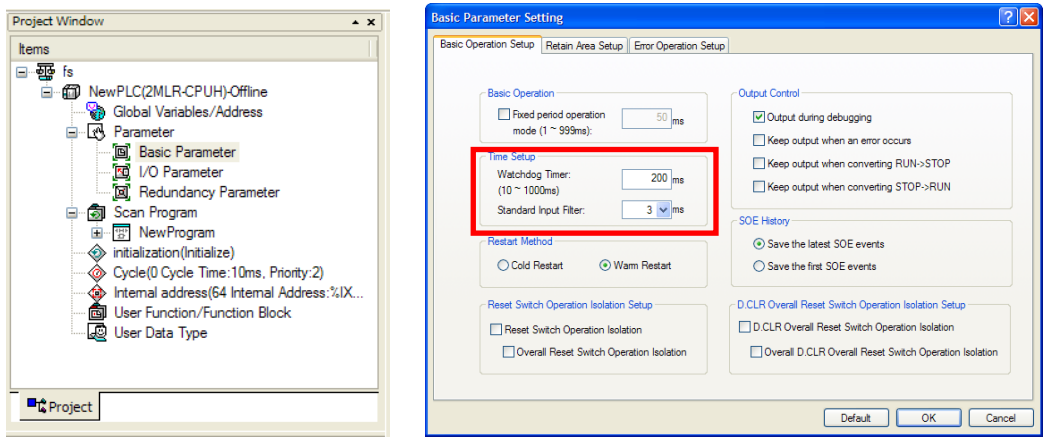 Project Window
Items
fs
NewPLC(2MLR-CPUH)-Offline
Global Variables/Address
Parameter
Basic Parameter
I/O Parameter
Redundancy Parameter
Scan Program
NewProgram
initialization(Initialize)
Cycle(0 Cycle Time:10ms, Priority:2)
Internal address(64 Internal Address:%IX...
User Function/Function Block
User Data Type
Project
Basic Parameter Setting
Basic Operation Setup Retain Area Setup Error Operation Setup
Basic Operation
Fixed period operation
mode (1 ~ 999ms):
50 ms
Time Setup
Watchdog Timer:
(10 ~ 1000ms)
200 ms
Standard Input Filter:
3 ms
Restart Method
Cold Restart Warm Restart
Reset Switch Operation Isolation Setup
Reset Switch Operation Isolation
Overall Reset Switch Operation Isolation
Output Control
Output during debugging
Keep output when an error occurs
Keep output when converting RUN->STOP
Keep output when converting STOP->RUN
SOE History
Save the latest SOE events
Save the first SOE events
D.CLR Overall Reset Switch Operation Isolation Setup
D.CLR Overall Reset Switch Operation Isolation
Overall D.CLR Overall Reset Switch Operation Isolation
Default OK Cancel